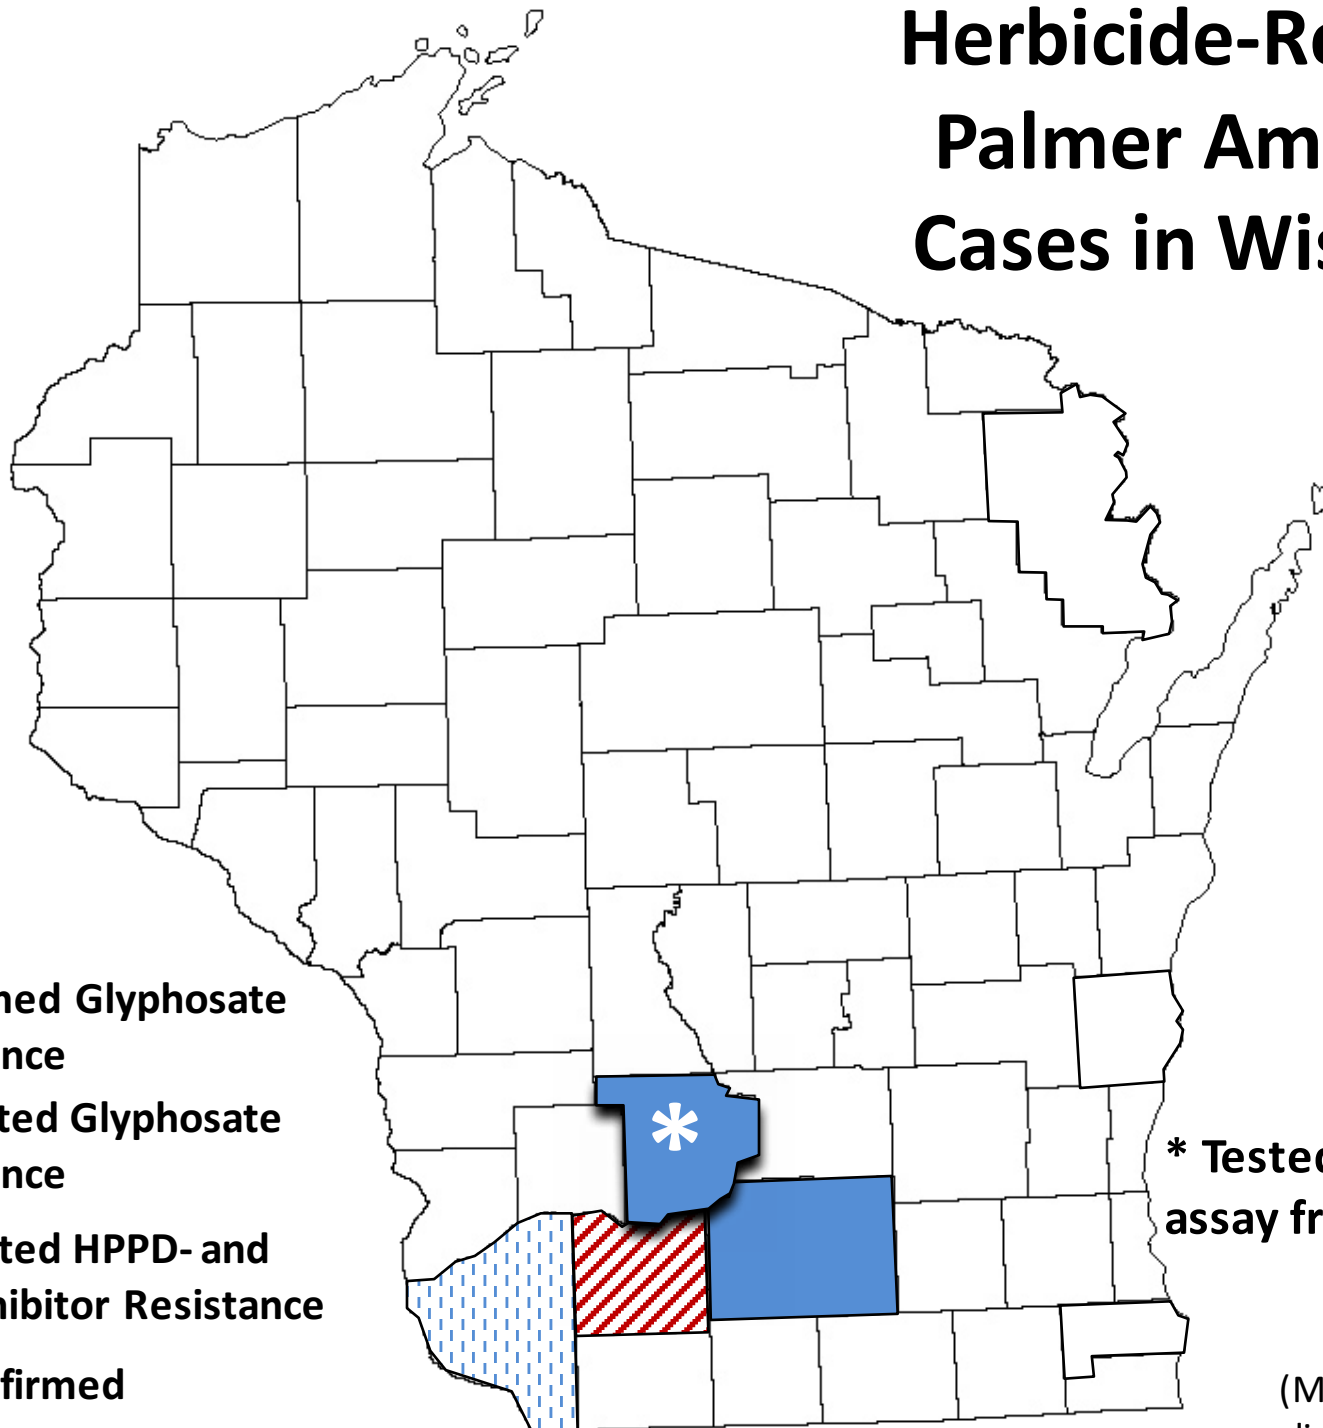 Herbicide-Re
Palmer Am
Cases in Wis
ned Glyphosate
nce
ted Glyphosate
nce
ted HPPD- and
hibitor Resistance
firmed
*
* Tested
assay fr
(M